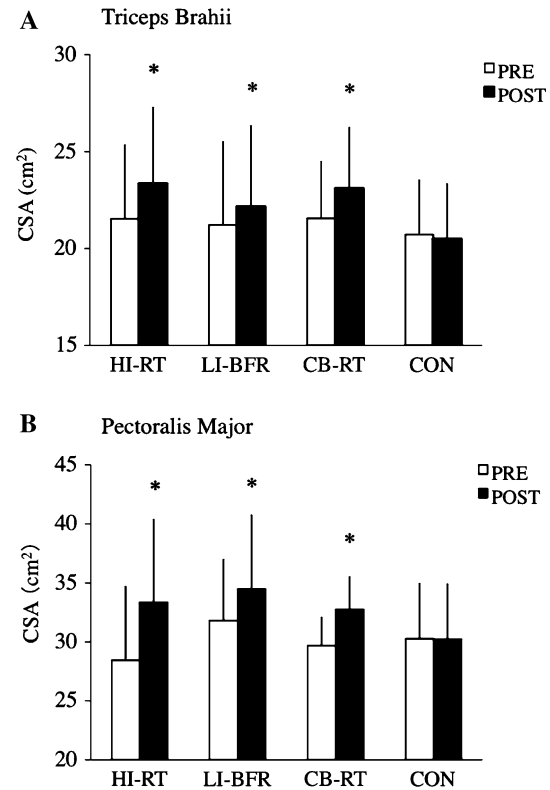 A Triceps Brahii
30
25
20
15
CSA (cm²)
* * *
PRE
POST
HI-RT LI-BFR CB-RT CON
B Pectoralis Major
45
40
35
30
25
20
CSA (cm²)
* * *
PRE
POST
HI-RT LI-BFR CB-RT CON